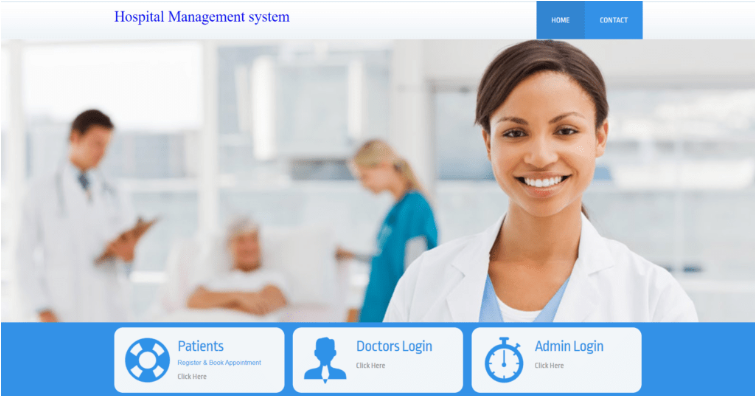 Hospital Management system
HOME
CONTACT
Patients
Register & Book Appointment
Click Here
Doctors Login
Click Here
Admin Login
Click Here